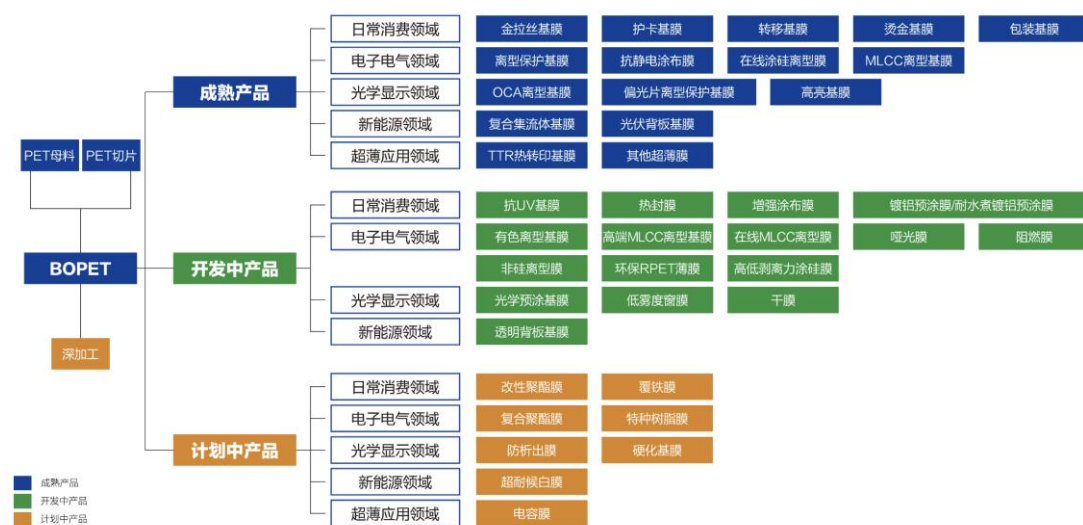 日常消费领域 金拉丝基膜 护卡基膜 转移基膜 烫金基膜 包装基膜
电子电气领域 离型保护基膜 抗静电涂布膜 在线涂硅离型膜 MLCC离型基膜
成熟产品
光学显示领域 OCA离型基膜 偏光片离型保护基膜 高亮基膜
新能源领域 复合集流体基膜 光伏背板基膜
超薄应用领域 TTR热转印基膜 其他超薄膜
PET母料 PET切片
日常消费领域 抗UV基膜 热封膜 增强涂布膜 镀铝预涂膜/耐水煮镀铝预涂膜
电子电气领域 有色离型基膜 高端MLCC离型基膜 在线MLCC离型膜 哑光膜 阻燃膜
BOPET
开发中产品
非硅离型膜 环保RPET薄膜 高低剥离力涂硅膜
光学显示领域 光学预涂基膜 低雾度窗膜 干膜
新能源领域 透明背板基膜
深加工
日常消费领域 改性聚酯膜 覆铁膜
电子电气领域 复合聚酯膜 特种树脂膜
计划中产品
光学显示领域 防析出膜 硬化基膜
新能源领域 超耐候白膜
超薄应用领域 电容膜
成熟产品
开发中产品
计划中产品